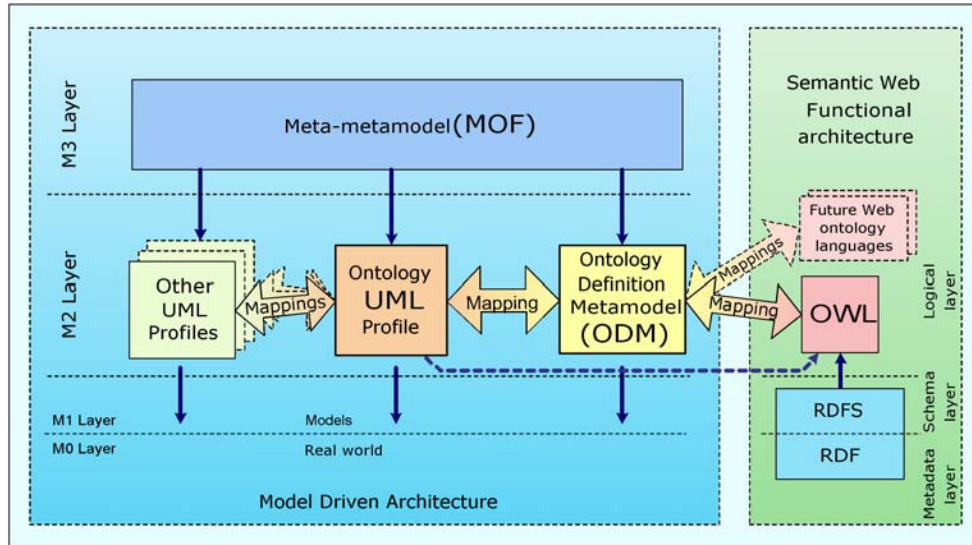 M3 Layer
Meta-metamodel(MOF)
M2 Layer
Other
UML
Profiles
Mappings
Ontology
UML
Profile
Mapping
Ontology
Definition
Metamodel
(ODM)
M1 Layer
Models
M0 Layer
Real world
Model Driven Architecture
Semantic Web
Functional
architecture
Mappings
Future Web
ontology
languages
Mapping
OWL
Logical
layer
RDFS
Schema
layer
RDF
Metadata
layer